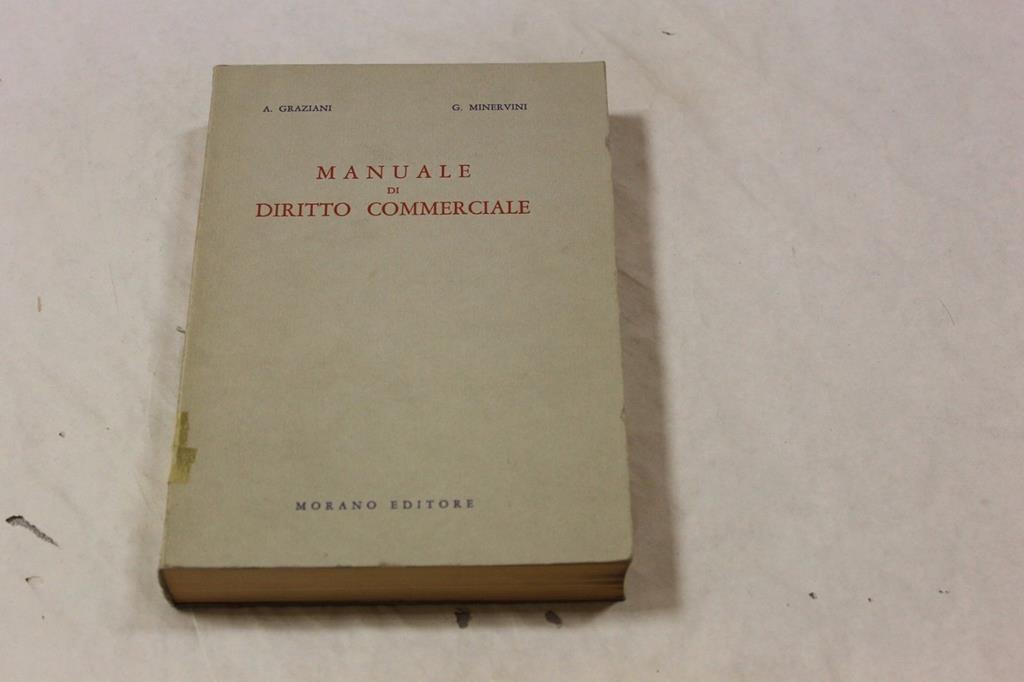 A. GRAZIANI G. MINERVINI
MANUALE
DI
DIRITTO COMMERCIALE
MORANO EDITORE